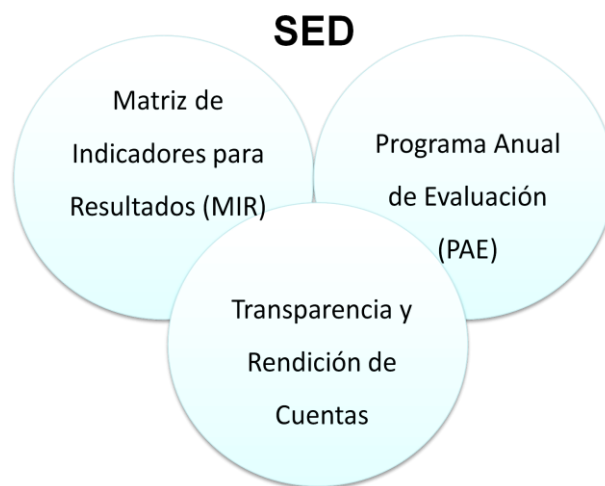 SED
Matriz de
Indicadores para
Resultados (MIR)
Programa Anual
de Evaluación
(PAE)
Transparencia y
Rendición de
Cuentas